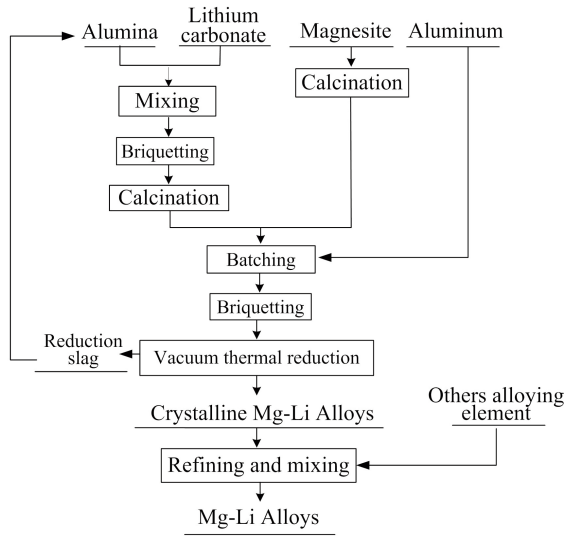 Alumina
Lithium
carbonate
Magnesite
Aluminum
Calcination
Mixing
Briquetting
Calcination
Batching
Briquetting
Reduction
slag
Vacuum thermal reduction
Crystalline Mg-Li Alloys
Others alloying
element
Refining and mixing
Mg-Li Alloys